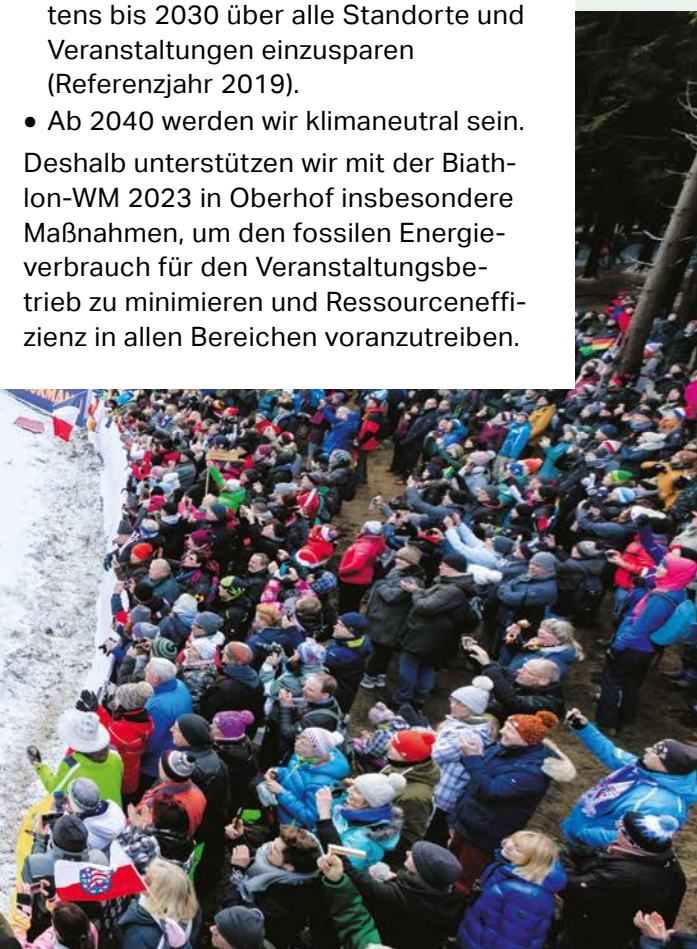 tens bis 2030 über alle Standorte und
Veranstaltungen einzusparen
(Referenzjahr 2019).
• Ab 2040 werden wir klimaneutral sein.
Deshalb unterstützen wir mit der Biath-
lon-WM 2023 in Oberhof insbesondere
Maßnahmen, um den fossilen Energie-
verbrauch für den Veranstaltungsbe-
trieb zu minimieren und Ressourceneffi-
zienz in allen Bereichen voranzutreiben.